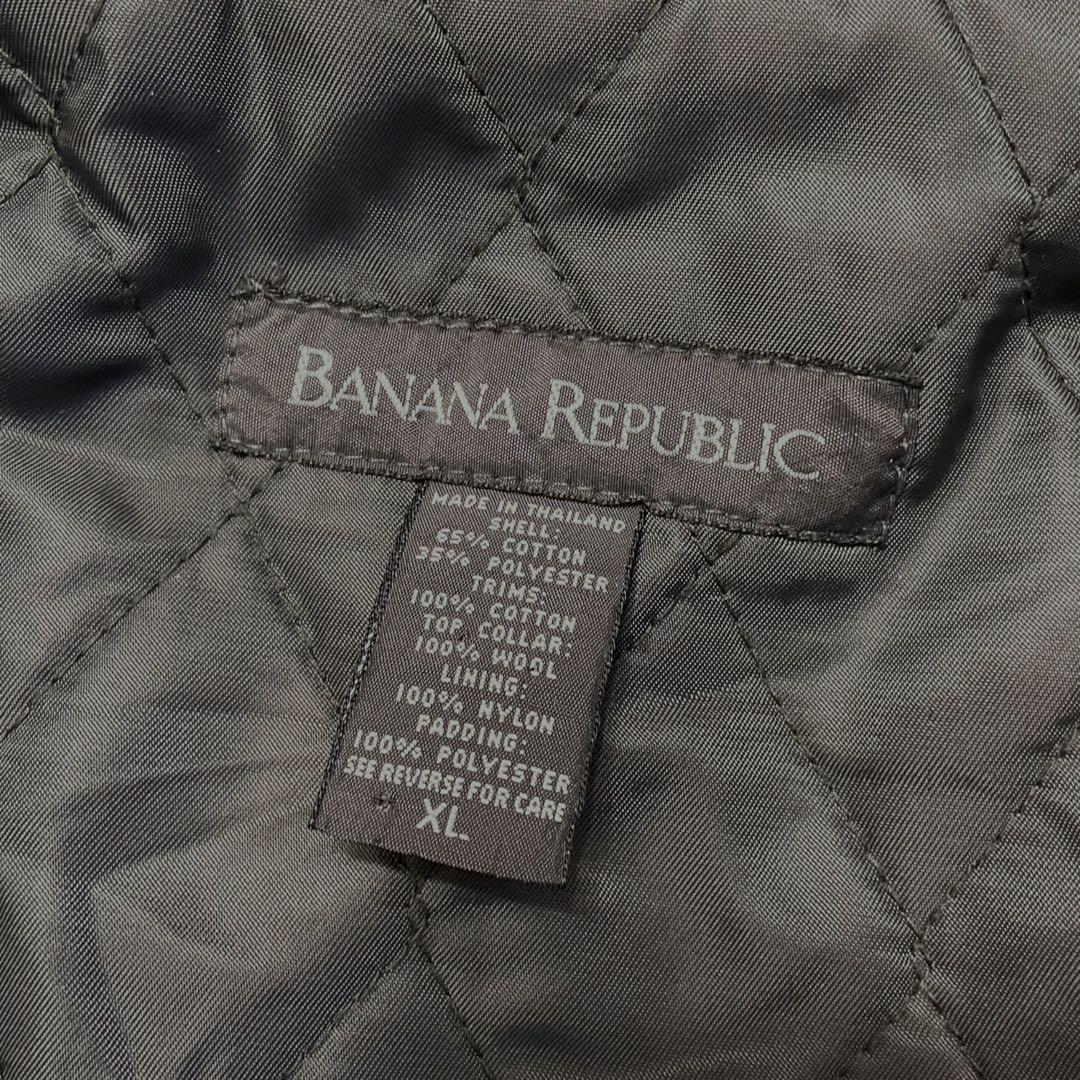 BANANA REPUBLIC
MADE IN THAILAND
SHELL:
65% COTTON
35% POLYESTER
TRIMS:
100% COTTON
TOP COLLAR:
100% WOOL
LINING:
100% NYLON
PADDING:
100% POLYESTER
SEE REVERSE FOR CARE
XL